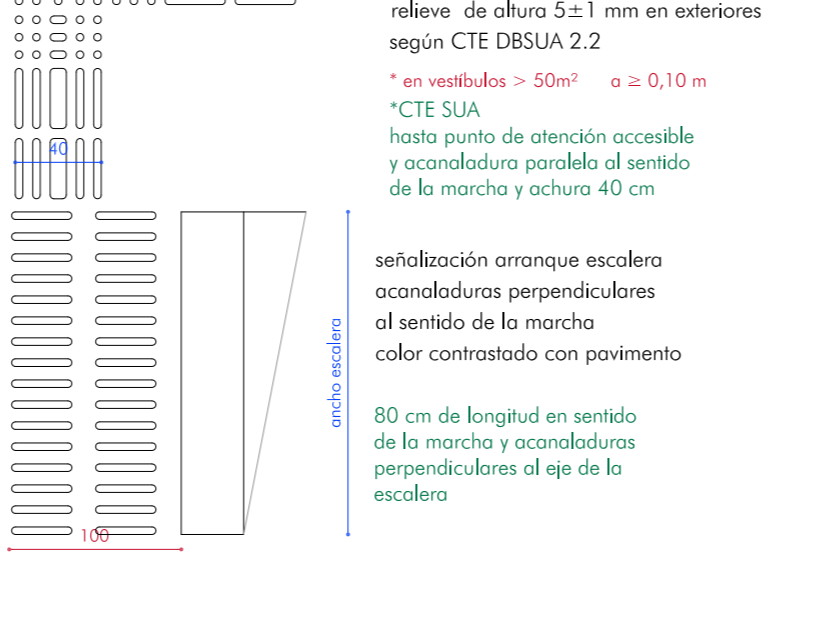 relieve de altura 5±1 mm en exteriores
según CTE DBSUA 2.2
* en vestíbulos > 50m² a ≥ 0,10 m
*CTE SUA
hasta punto de atención accesible
y acanaladura paralela al sentido
de la marcha y achura 40 cm
40
señalización arranque escalera
acanaladuras perpendiculares
al sentido de la marcha
color contrastado con pavimento
ancho escalera
80 cm de longitud en sentido
de la marcha y acanaladuras
perpendiculares al eje de la
escalera
100